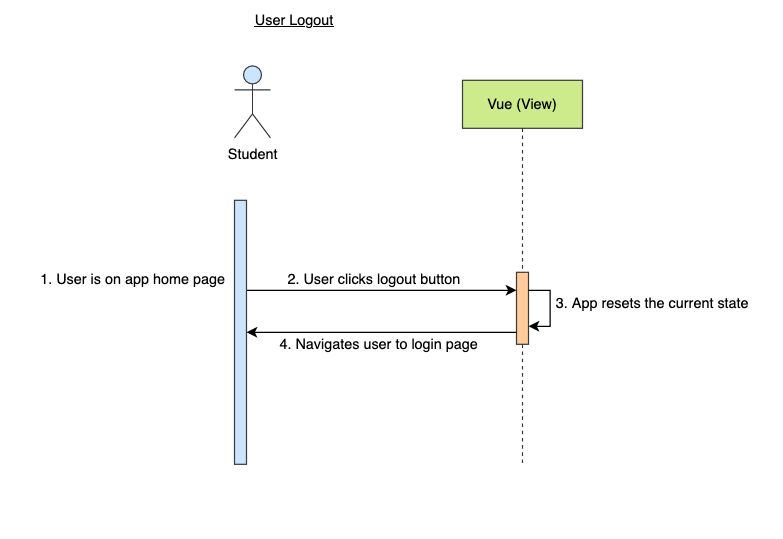 User Logout
Vue (View)
Student
1. User is on app home page
2. User clicks logout button
3. App resets the current state
4. Navigates user to login page